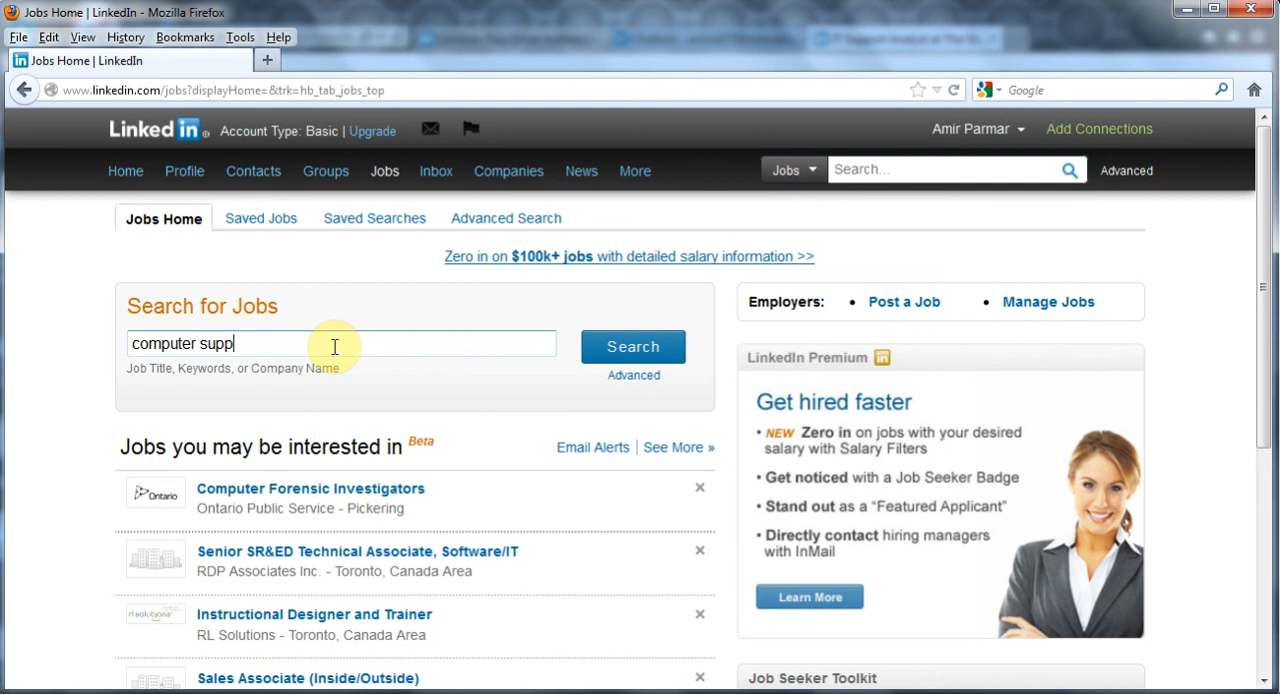 Jobs Home | LinkedIn - Mozilla Firefox
File Edit View History Bookmarks Tools Help
in Jobs Home | LinkedIn +
www.linkedin.com/jobs?displayHome=&trk=hb_tab_jobs_top
Google
Linked in ® Account Type: Basic | Upgrade
Amir Parmar Add Connections
Home Profile Contacts Groups Jobs Inbox Companies News More
Jobs Search... Advanced
Jobs Home Saved Jobs Saved Searches Advanced Search
Zero in on $100k+ jobs with detailed salary information >>
Search for Jobs
computer supp
Search
Job Title, Keywords, or Company Name
Advanced
Jobs you may be interested in Beta
Email Alerts | See More »
Ontario
Computer Forensic Investigators
Ontario Public Service - Pickering
Senior SR&ED Technical Associate, Software/IT
RDP Associates Inc. - Toronto, Canada Area
rl solutions
Instructional Designer and Trainer
RL Solutions - Toronto, Canada Area
Sales Associate (Inside/Outside)
Employers: • Post a Job • Manage Jobs
LinkedIn Premium in
Get hired faster
• NEW Zero in on jobs with your desired
salary with Salary Filters
• Get noticed with a Job Seeker Badge
• Stand out as a “Featured Applicant”
• Directly contact hiring managers
with InMail
Learn More
Job Seeker Toolkit